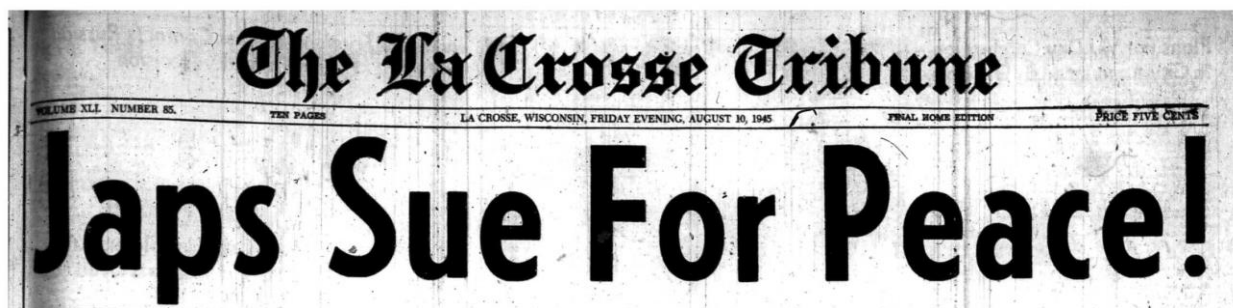 The La Crosse Tribune
VOLUME XLI. NUMBER 85. TEN PAGES LA CROSSE, WISCONSIN, FRIDAY EVENING, AUGUST 10, 1945 FINAL HOME EDITION PRICE FIVE CENTS
Japs Sue For Peace!